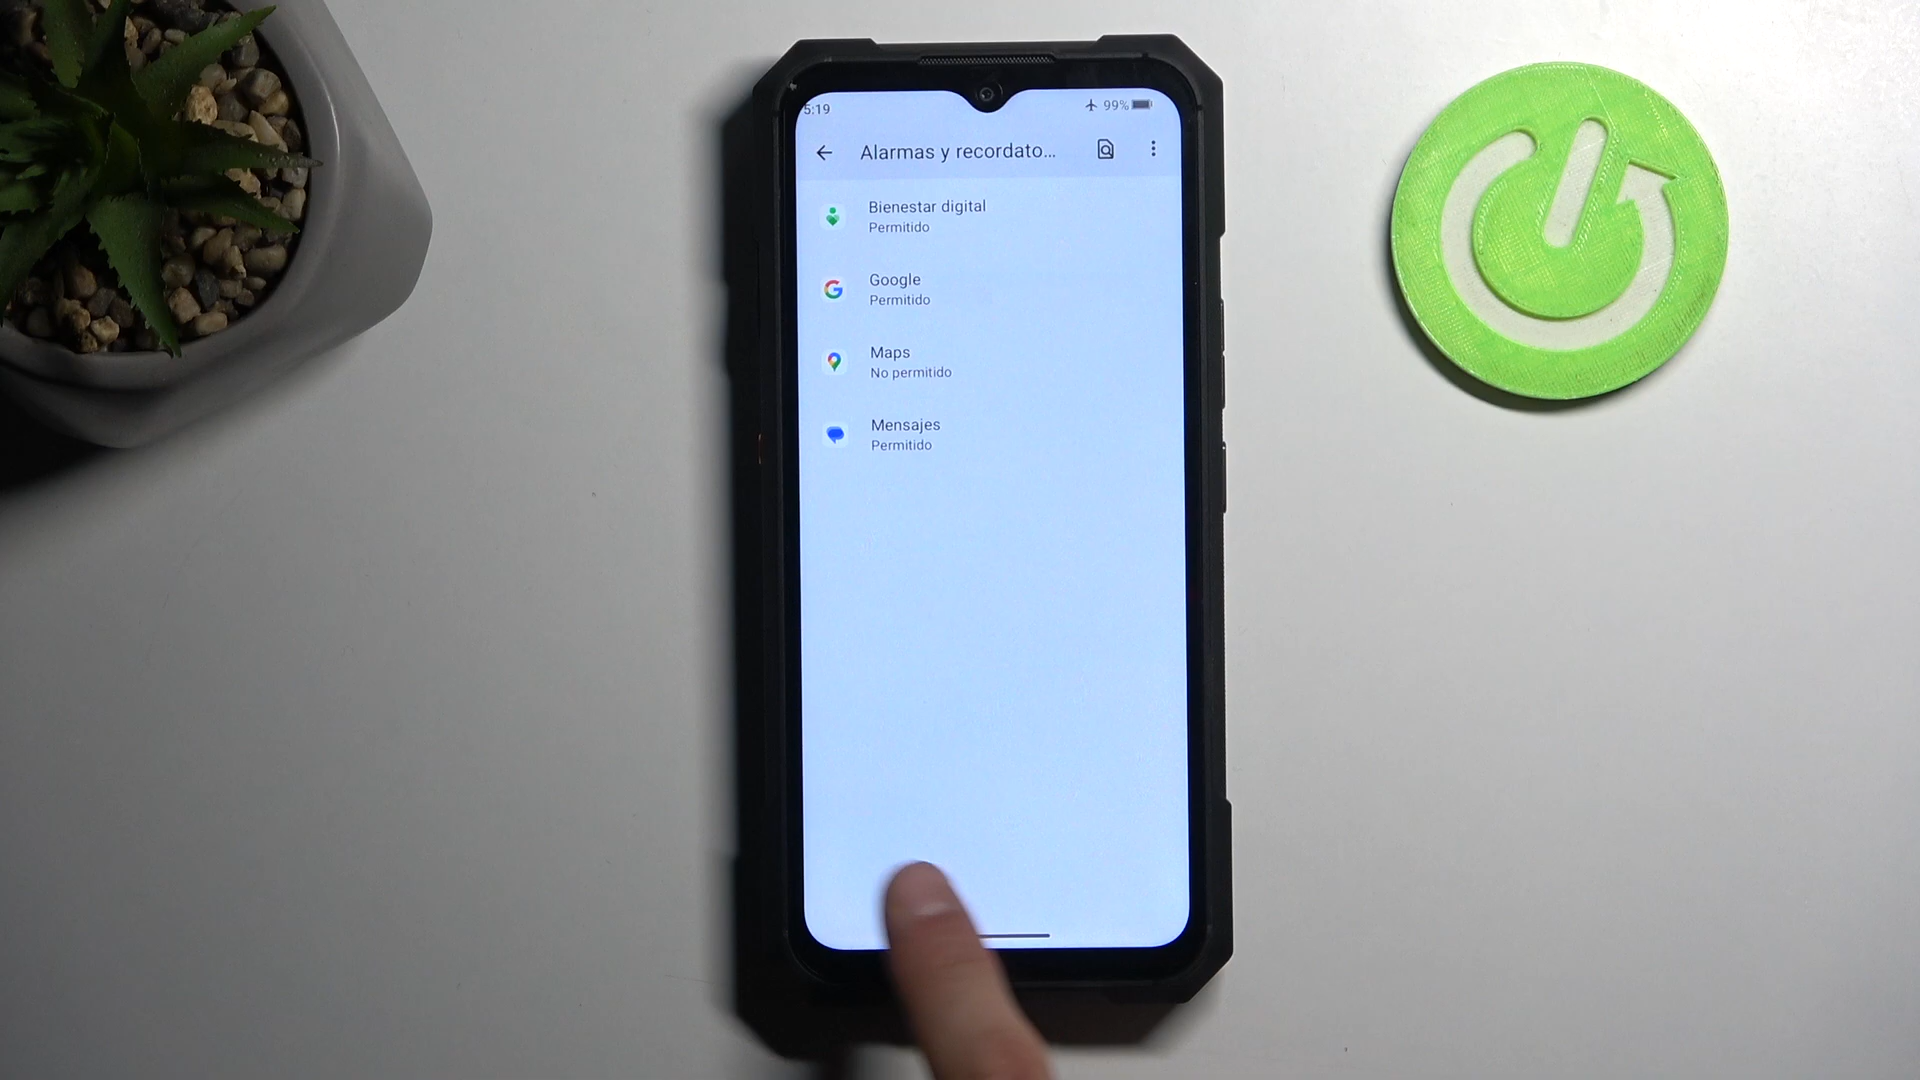 5:19
99%
Alarmas y recordato...
Bienestar digital
Permitido
Google
Permitido
Maps
No permitido
Mensajes
Permitido